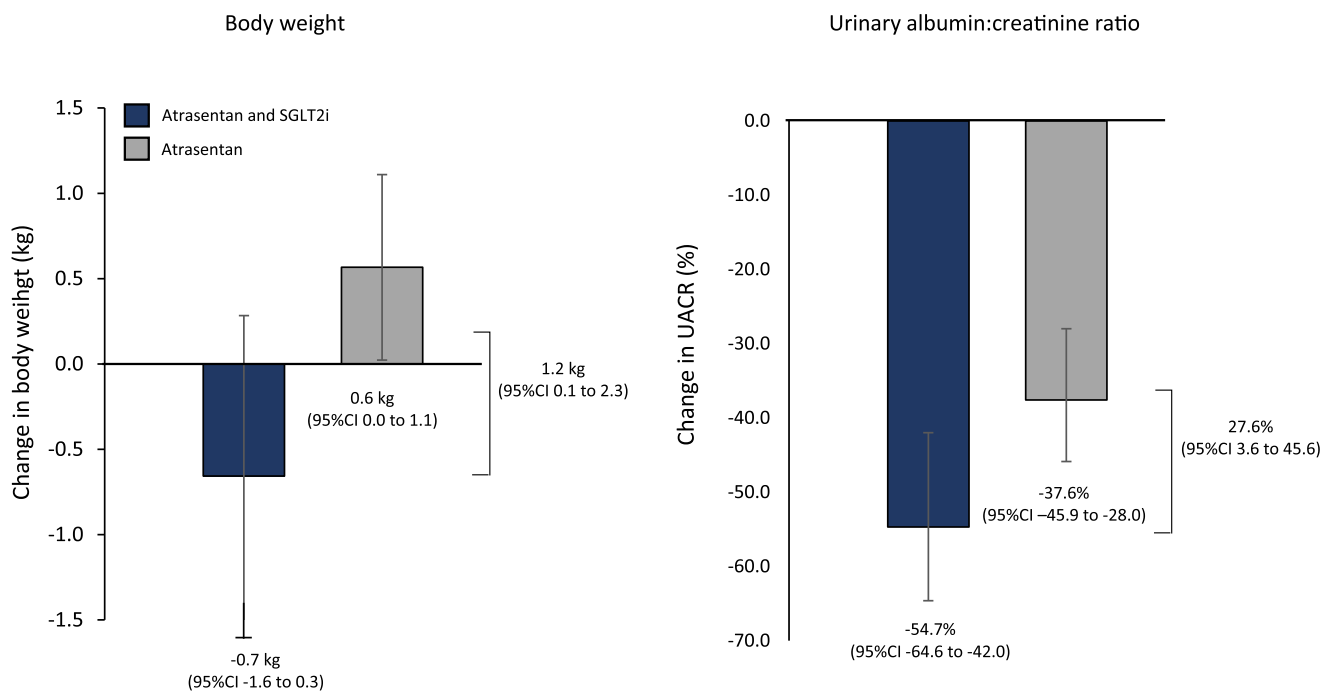 Body weight
1.5
1.0
0.5
0.0
-0.5
-1.0
-1.5
Change in body weihgt (kg)
Atrasentan and SGLT2i
Atrasentan
0.6 kg
(95%CI 0.0 to 1.1)
1.2 kg
(95%CI 0.1 to 2.3)
-0.7 kg
(95%CI -1.6 to 0.3)
Urinary albumin:creatinine ratio
0.0
-10.0
-20.0
-30.0
-40.0
-50.0
-60.0
-70.0
Change in UACR (%)
27.6%
(95%CI 3.6 to 45.6)
-37.6%
(95%CI –45.9 to -28.0)
-54.7%
(95%CI -64.6 to -42.0)